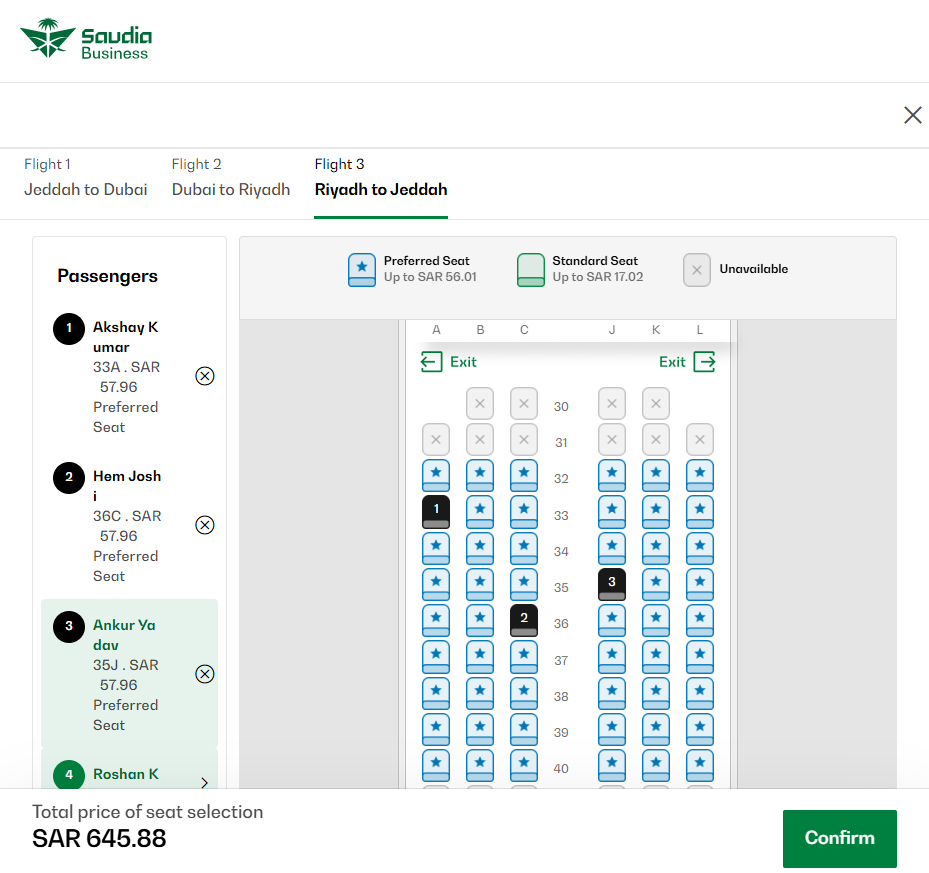 Saudia
Business
Flight 1
Jeddah to Dubai
Flight 2
Dubai to Riyadh
Flight 3
Riyadh to Jeddah
Passengers
1
Akshay K
umar
33A . SAR
57.96
Preferred
Seat
2
Hem Josh
i
36C . SAR
57.96
Preferred
Seat
3
Ankur Ya
dav
35J . SAR
57.96
Preferred
Seat
4
Roshan K
Preferred Seat
Up to SAR 56.01
Standard Seat
Up to SAR 17.02
Unavailable
A B C J K L
Exit Exit
30
31
32
1 33
34
35 3
2 36
37
38
39
40
Total price of seat selection
SAR 645.88
Confirm